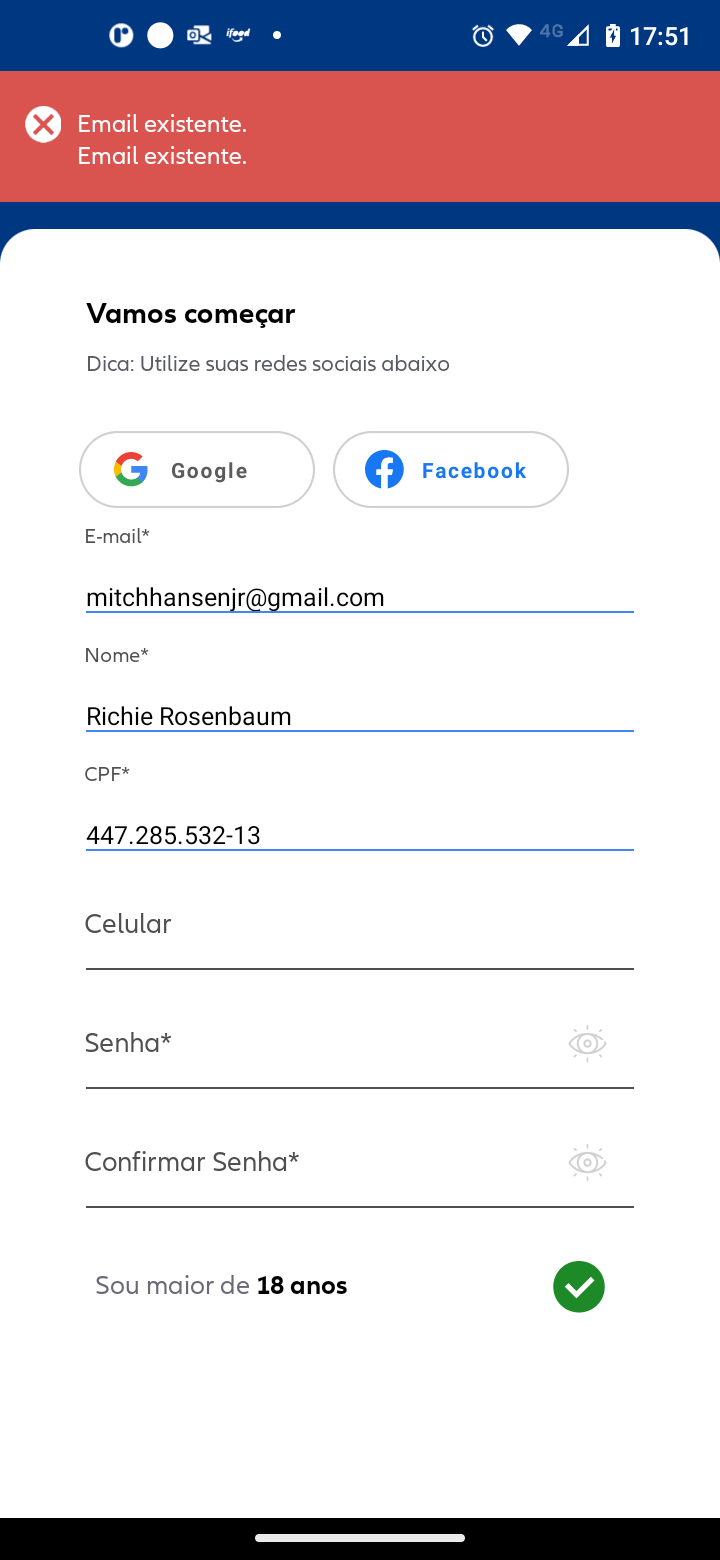 ifood
4G
17:51
Email existente.
Email existente.
Vamos começar
Dica: Utilize suas redes sociais abaixo
Google
Facebook
E-mail*
mitchhansenjr@gmail.com
Nome*
Richie Rosenbaum
CPF*
447.285.532-13
Celular
Senha*
Confirmar Senha*
Sou maior de 18 anos